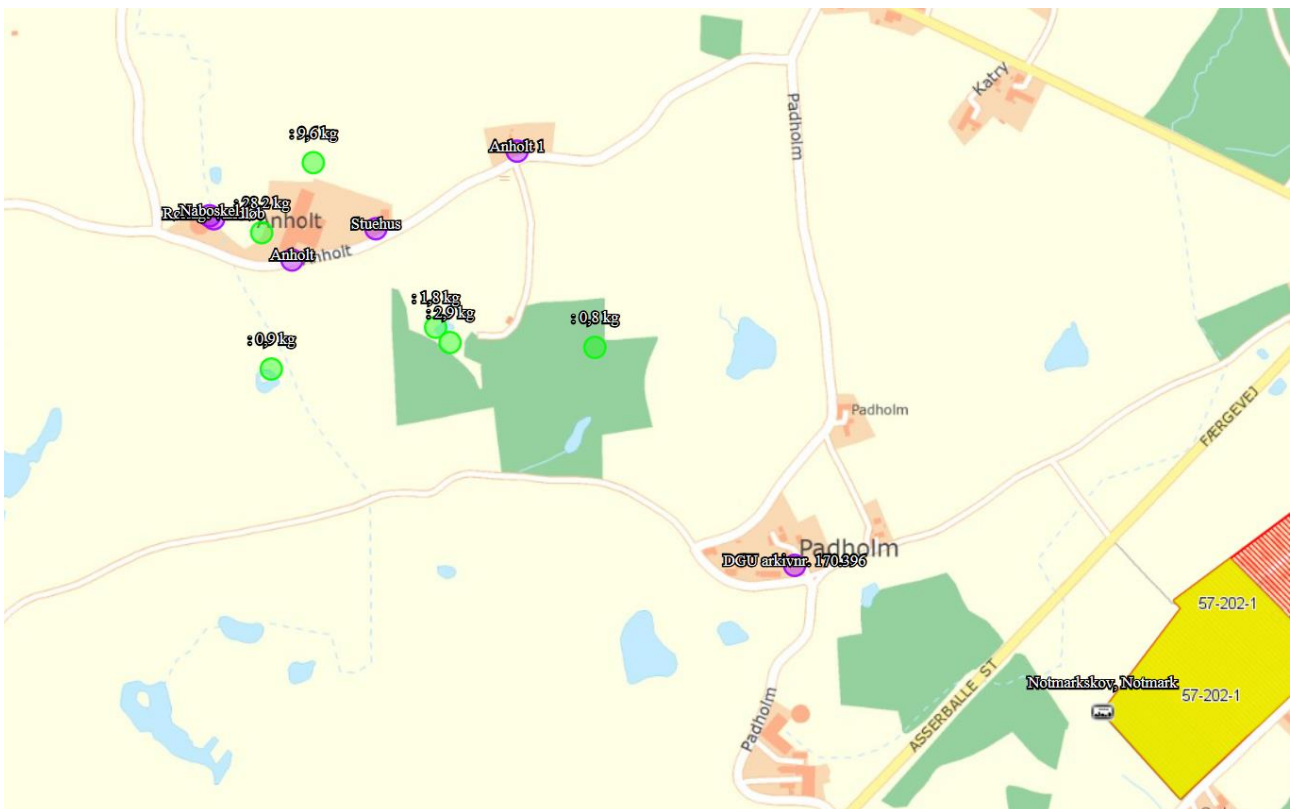 Katry
Padholm
: 9,6 kg
Anholt 1
: 28,2 kg
Naboskel
Anholt
Stuehus
Anholt
Anholt
: 1,8 kg
: 2,9 kg
: 0,8 kg
: 0,9 kg
Padholm
FÆRGEVEJ
Padholm
DGU arkivnr. 170.396
57-202-1
Notmarkskov, Notmark
57-202-1
ASSERBALLE ST
Padholm